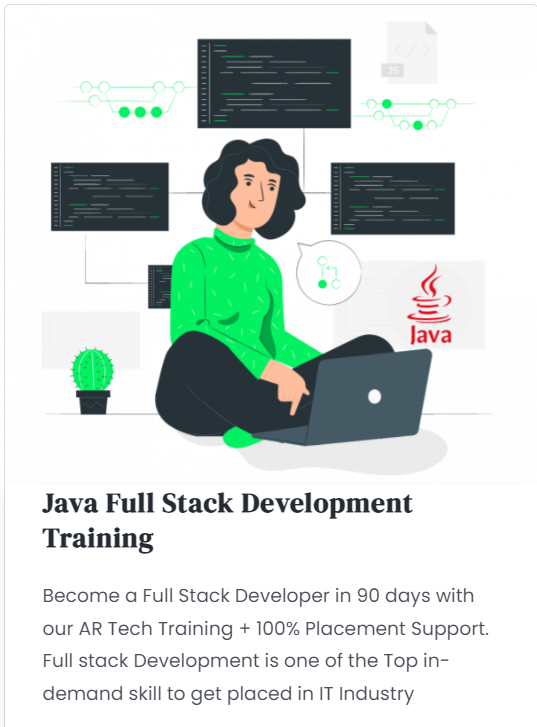 JS
Java
Java Full Stack Development
Training
Become a Full Stack Developer in 90 days with
our AR Tech Training + 100% Placement Support.
Full stack Development is one of the Top in-
demand skill to get placed in IT Industry